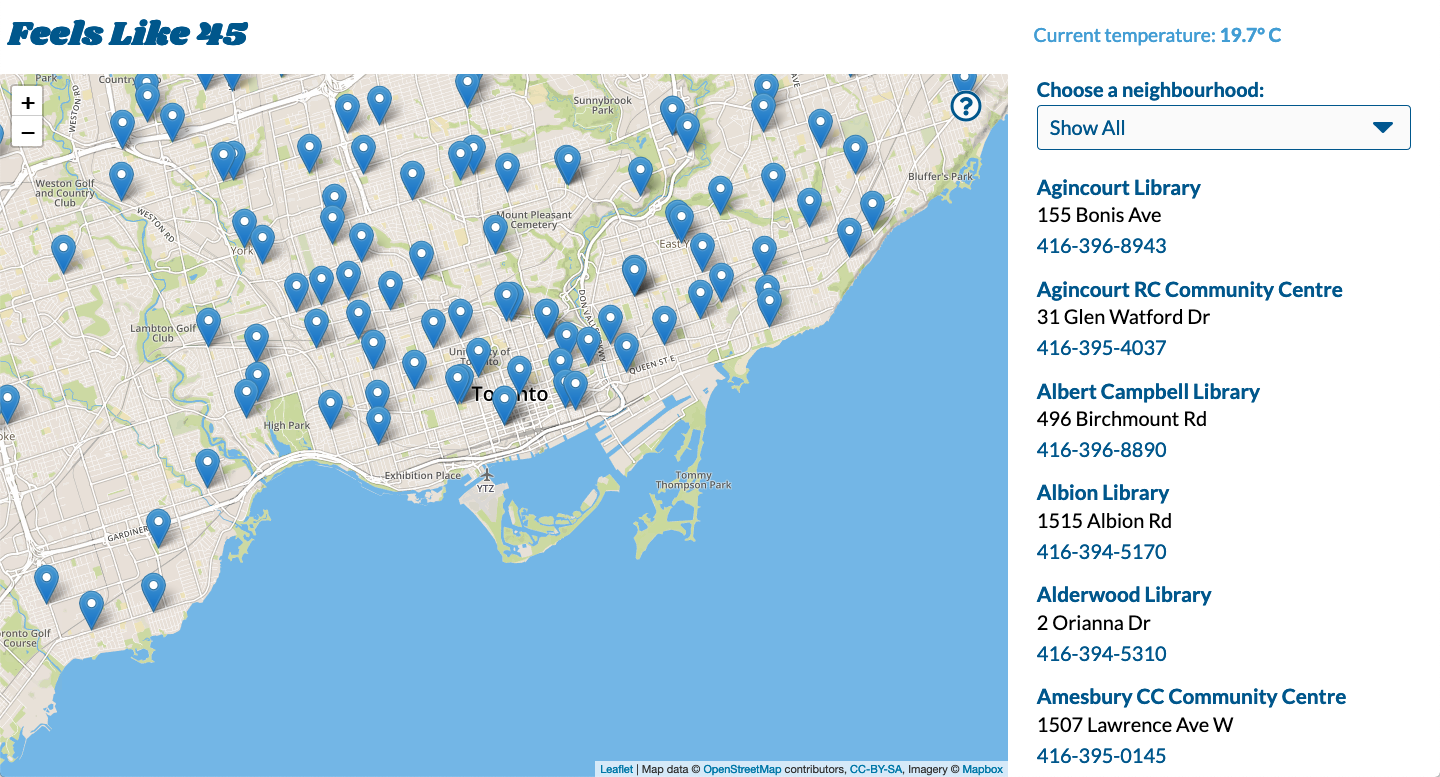 Feels Like 45
Current temperature: 19.7° C
Choose a neighbourhood:
Show All
Agincourt Library
155 Bonis Ave
416-396-8943
Agincourt RC Community Centre
31 Glen Watford Dr
416-395-4037
Albert Campbell Library
496 Birchmount Rd
416-396-8890
Albion Library
1515 Albion Rd
416-394-5170
Alderwood Library
2 Orianna Dr
416-394-5310
Amesbury CC Community Centre
1507 Lawrence Ave W
416-395-0145
+
−
?
Park
Country
Club
WESTON RD
AVE
Sunnybrook
Park
Bluffer's Park
Weston Golf
and Country
Club
WESTON RD
Mount Pleasant
Cemetery
York
East Y
DON VALLEY PKWY
Lambton Golf
Club
University of
Toronto
QUEEN ST E
Toronto
High Park
Exhibition Place
YTZ
Tommy
Thompson Park
GARDINER
oke
ronto Golf
Course
Leaflet | Map data © OpenStreetMap contributors, CC-BY-SA, Imagery © Mapbox